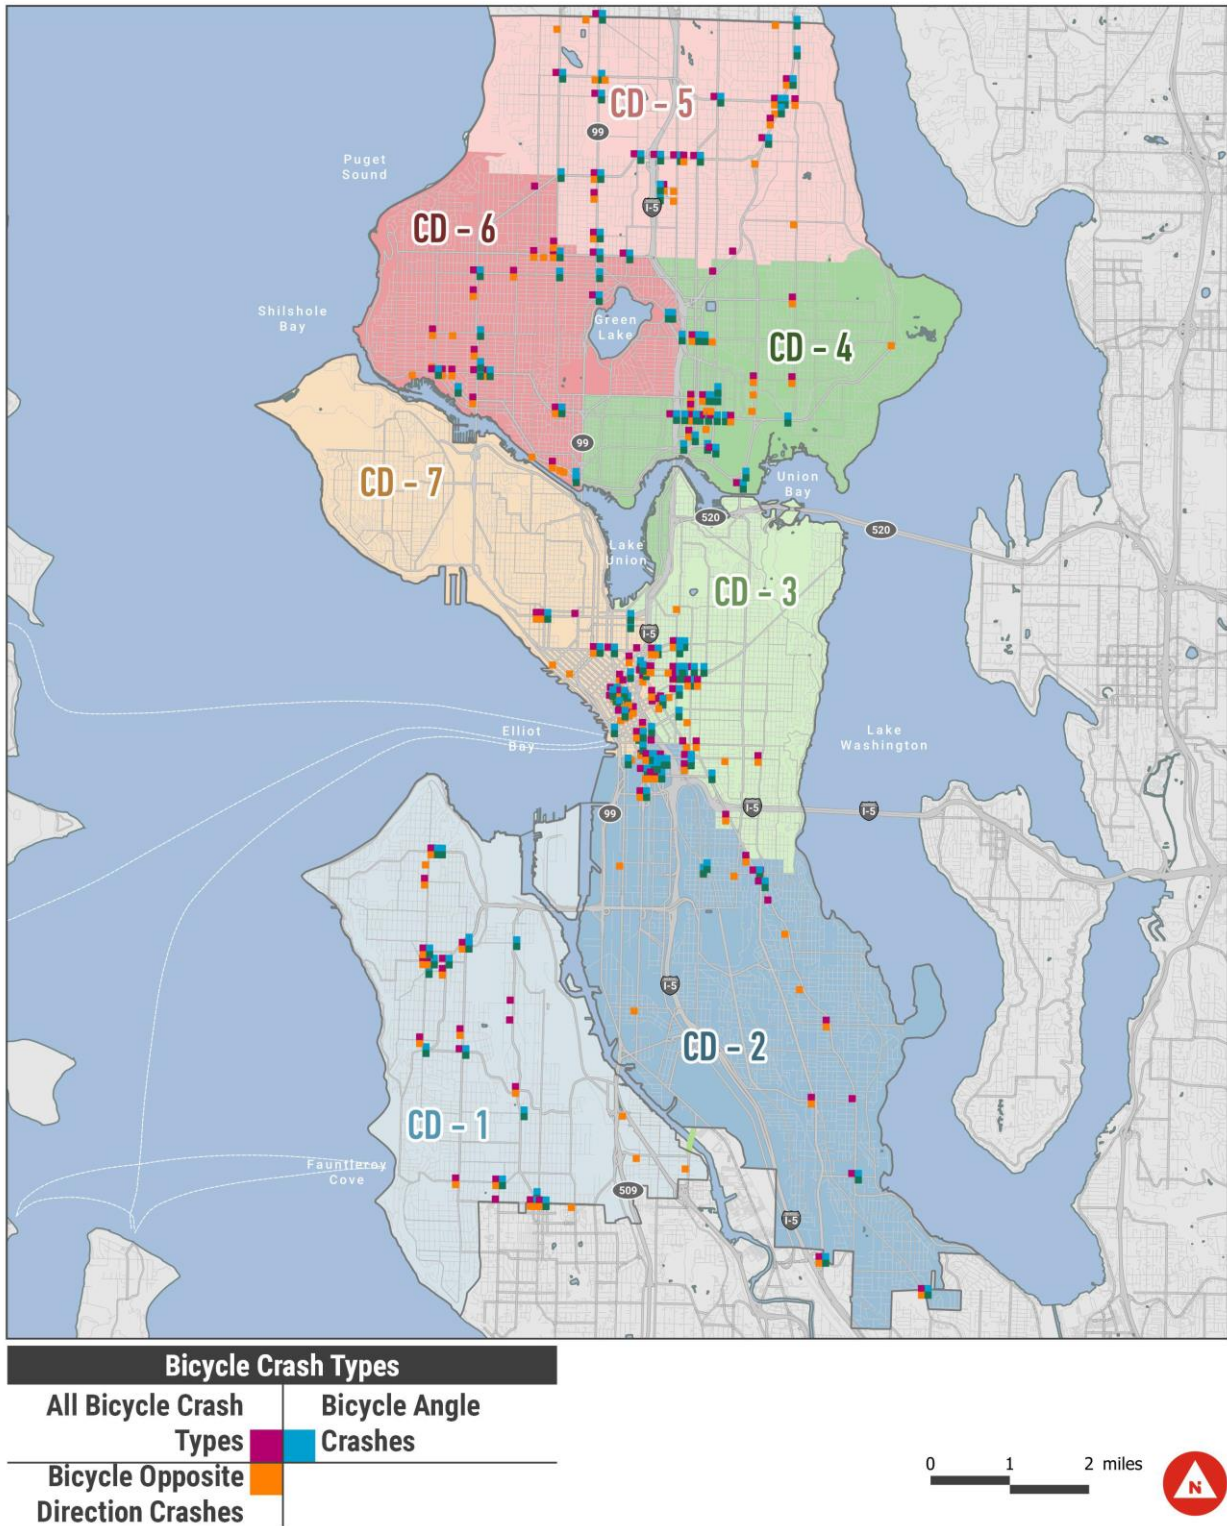 CD - 5
99
Puget
Sound
I-5
CD - 6
Shilshole
Bay
Green
Lake
CD - 4
99
CD - 7
Union
Bay
520
520
Lake
Union
CD - 3
I-5
Elliot
Bay
Lake
Washington
99
I-5
I-5
I-5
CD - 2
CD - 1
Fauntleroy
Cove
509
I-5
Bicycle Crash Types
All Bicycle Crash
Types
Bicycle Angle
Crashes
Bicycle Opposite
Direction Crashes
0 1 2 miles
N